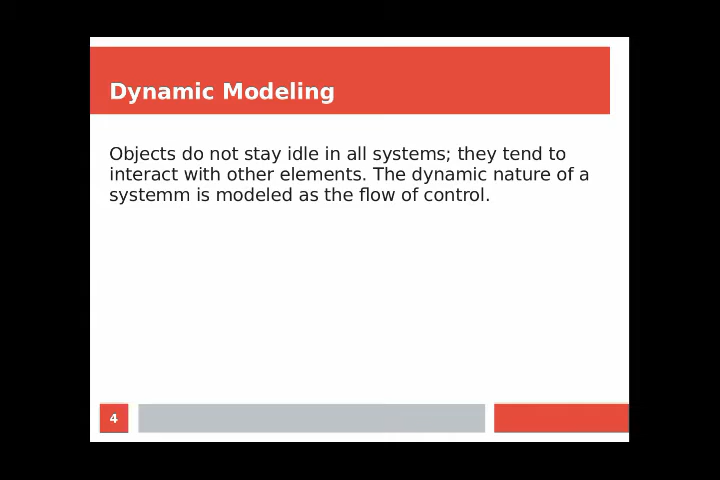 Dynamic Modeling
Objects do not stay idle in all systems; they tend to
interact with other elements. The dynamic nature of a
systemm is modeled as the flow of control.
4